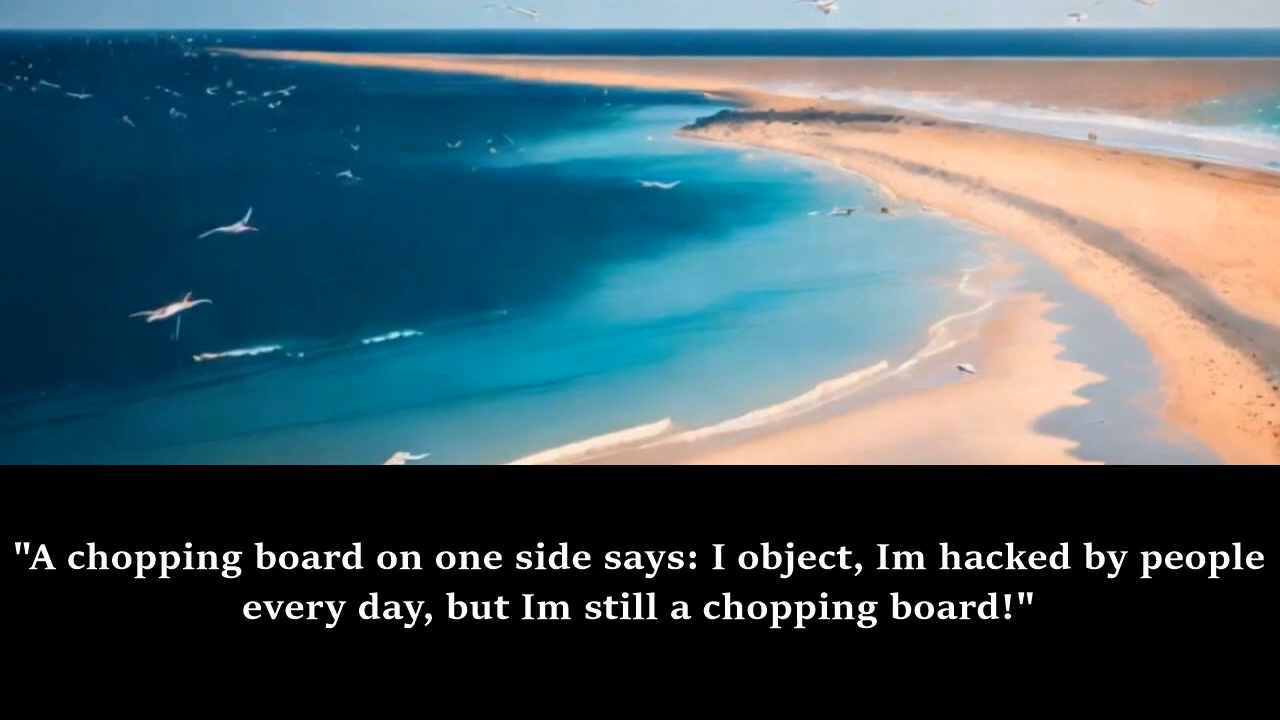 "A chopping board on one side says: I object, Im hacked by people
every day, but Im still a chopping board!"